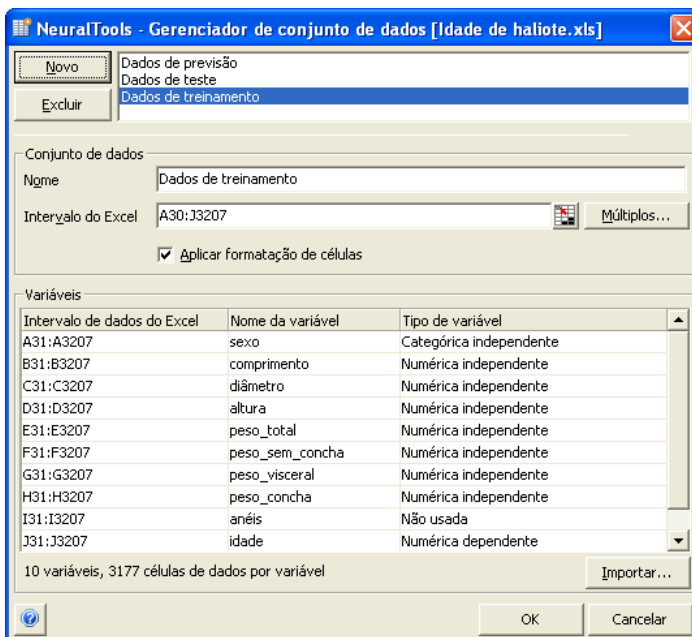 NeuralTools - Gerenciador de conjunto de dados [Idade de haliote.xls]
Novo
Excluir
Dados de previsão
Dados de teste
Dados de treinamento
Conjunto de dados
Nome Dados de treinamento
Intervalo do Excel A30:J3207 Múltiplos...
Aplicar formatação de células
Variáveis
Intervalo de dados do Excel Nome da variável Tipo de variável
A31:A3207 sexo Categórica independente
B31:B3207 comprimento Numérica independente
C31:C3207 diâmetro Numérica independente
D31:D3207 altura Numérica independente
E31:E3207 peso_total Numérica independente
F31:F3207 peso_sem_concha Numérica independente
G31:G3207 peso_visceral Numérica independente
H31:H3207 peso_concha Numérica independente
I31:I3207 anéis Não usada
J31:J3207 idade Numérica dependente
10 variáveis, 3177 células de dados por variável Importar...
? OK Cancelar